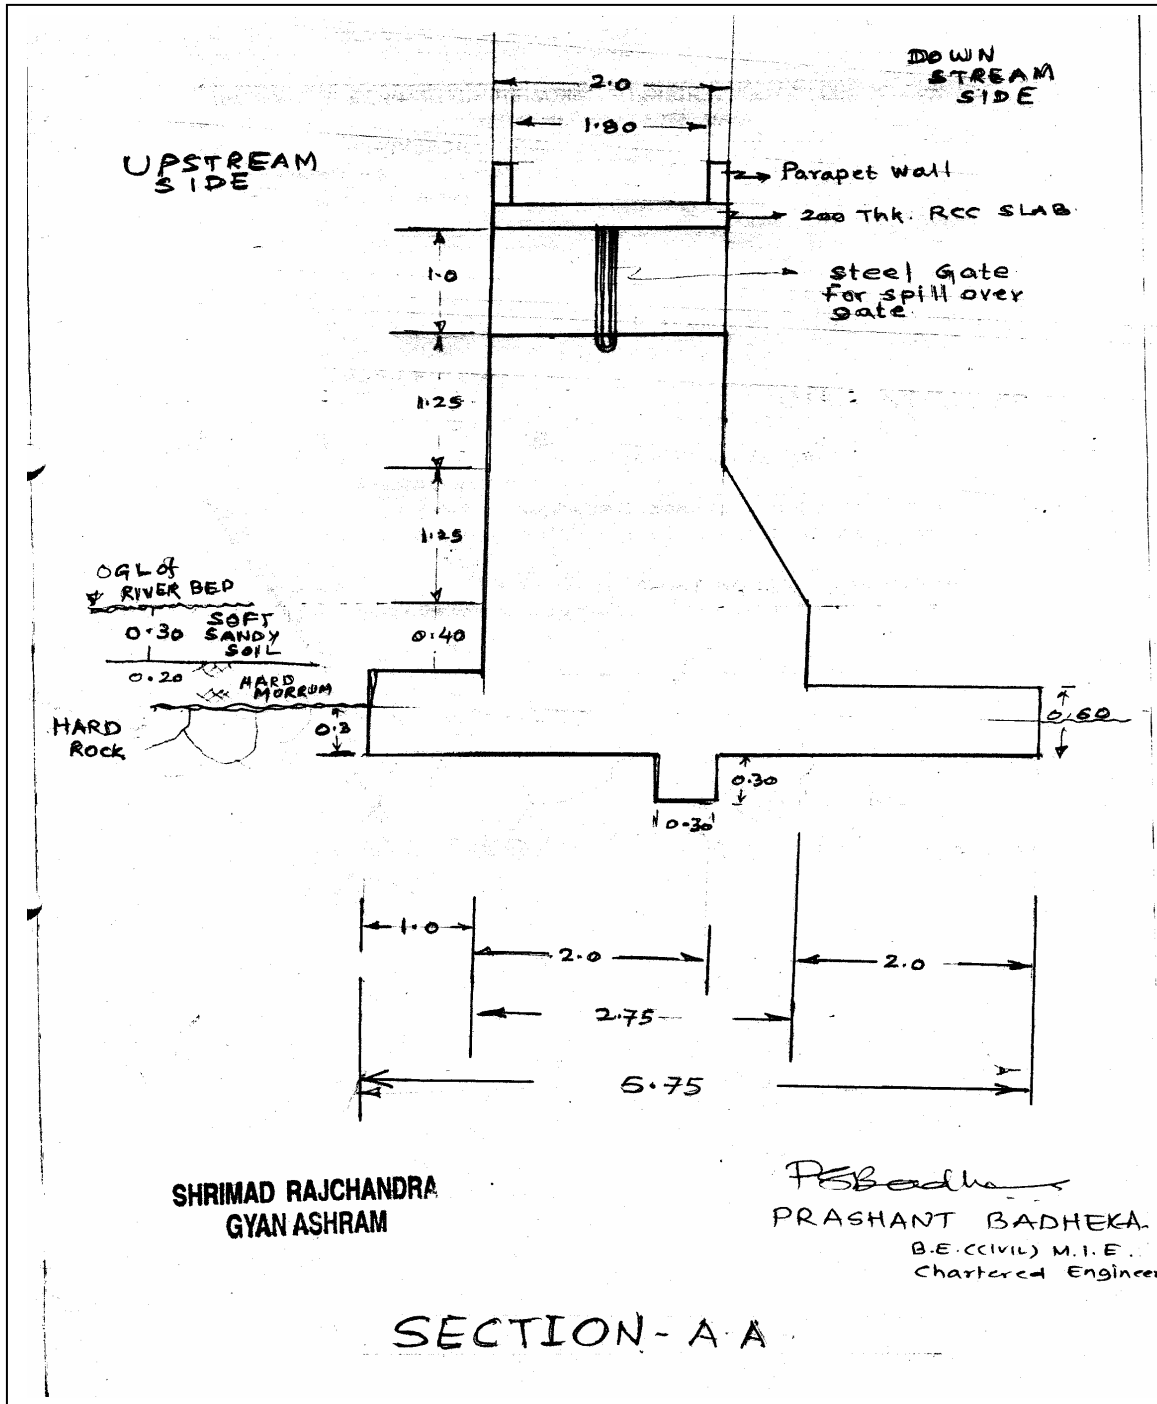 DOWN
STREAM
SIDE
2.0
1.80
UPSTREAM
SIDE
Parapet Wall
200 Thk. RCC SLAB
1.0
steel Gate
For spill over
gate
1.25
1.25
OGL of
RIVER BED
0.30
SOFT
SANDY
SOIL
0.40
0.20
HARD
MORRUM
HARD
ROCK
0.3
0.60
0.30
0.30
1.0
2.0
2.0
2.75
5.75
SHRIMAD RAJCHANDRA
GYAN ASHRAM
PSBadheka
PRASHANT BADHEKA
B.E.(CIVIL) M.I.E.
Chartered Engineer
SECTION-A A